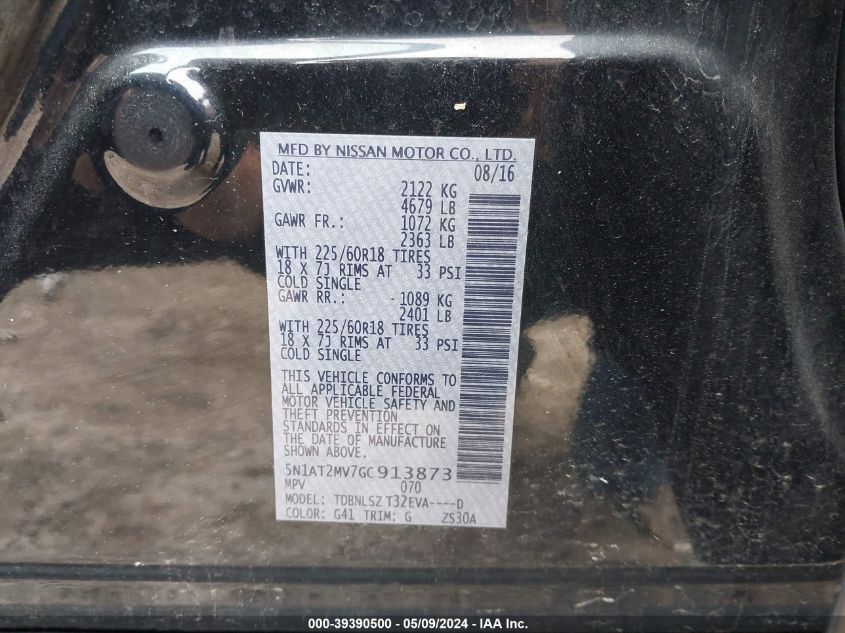 MFD BY NISSAN MOTOR CO., LTD.
DATE: 08/16
GVWR: 2122 KG
4679 LB
GAWR FR.: 1072 KG
2363 LB
WITH 225/60R18 TIRES
18 X 7J RIMS AT 33 PSI
COLD SINGLE
GAWR RR.: 1089 KG
2401 LB
WITH 225/60R18 TIRES
18 X 7J RIMS AT 33 PSI
COLD SINGLE
THIS VEHICLE CONFORMS TO
ALL APPLICABLE FEDERAL
MOTOR VEHICLE SAFETY AND
THEFT PREVENTION
STANDARDS IN EFFECT ON
THE DATE OF MANUFACTURE
SHOWN ABOVE.
5N1AT2MV7GC913873
MPV 070
MODEL: TDBNLSZ T32EVA----D
COLOR: G41 TRIM: G ZS30A
000-39390500 - 05/09/2024 - IAA Inc.